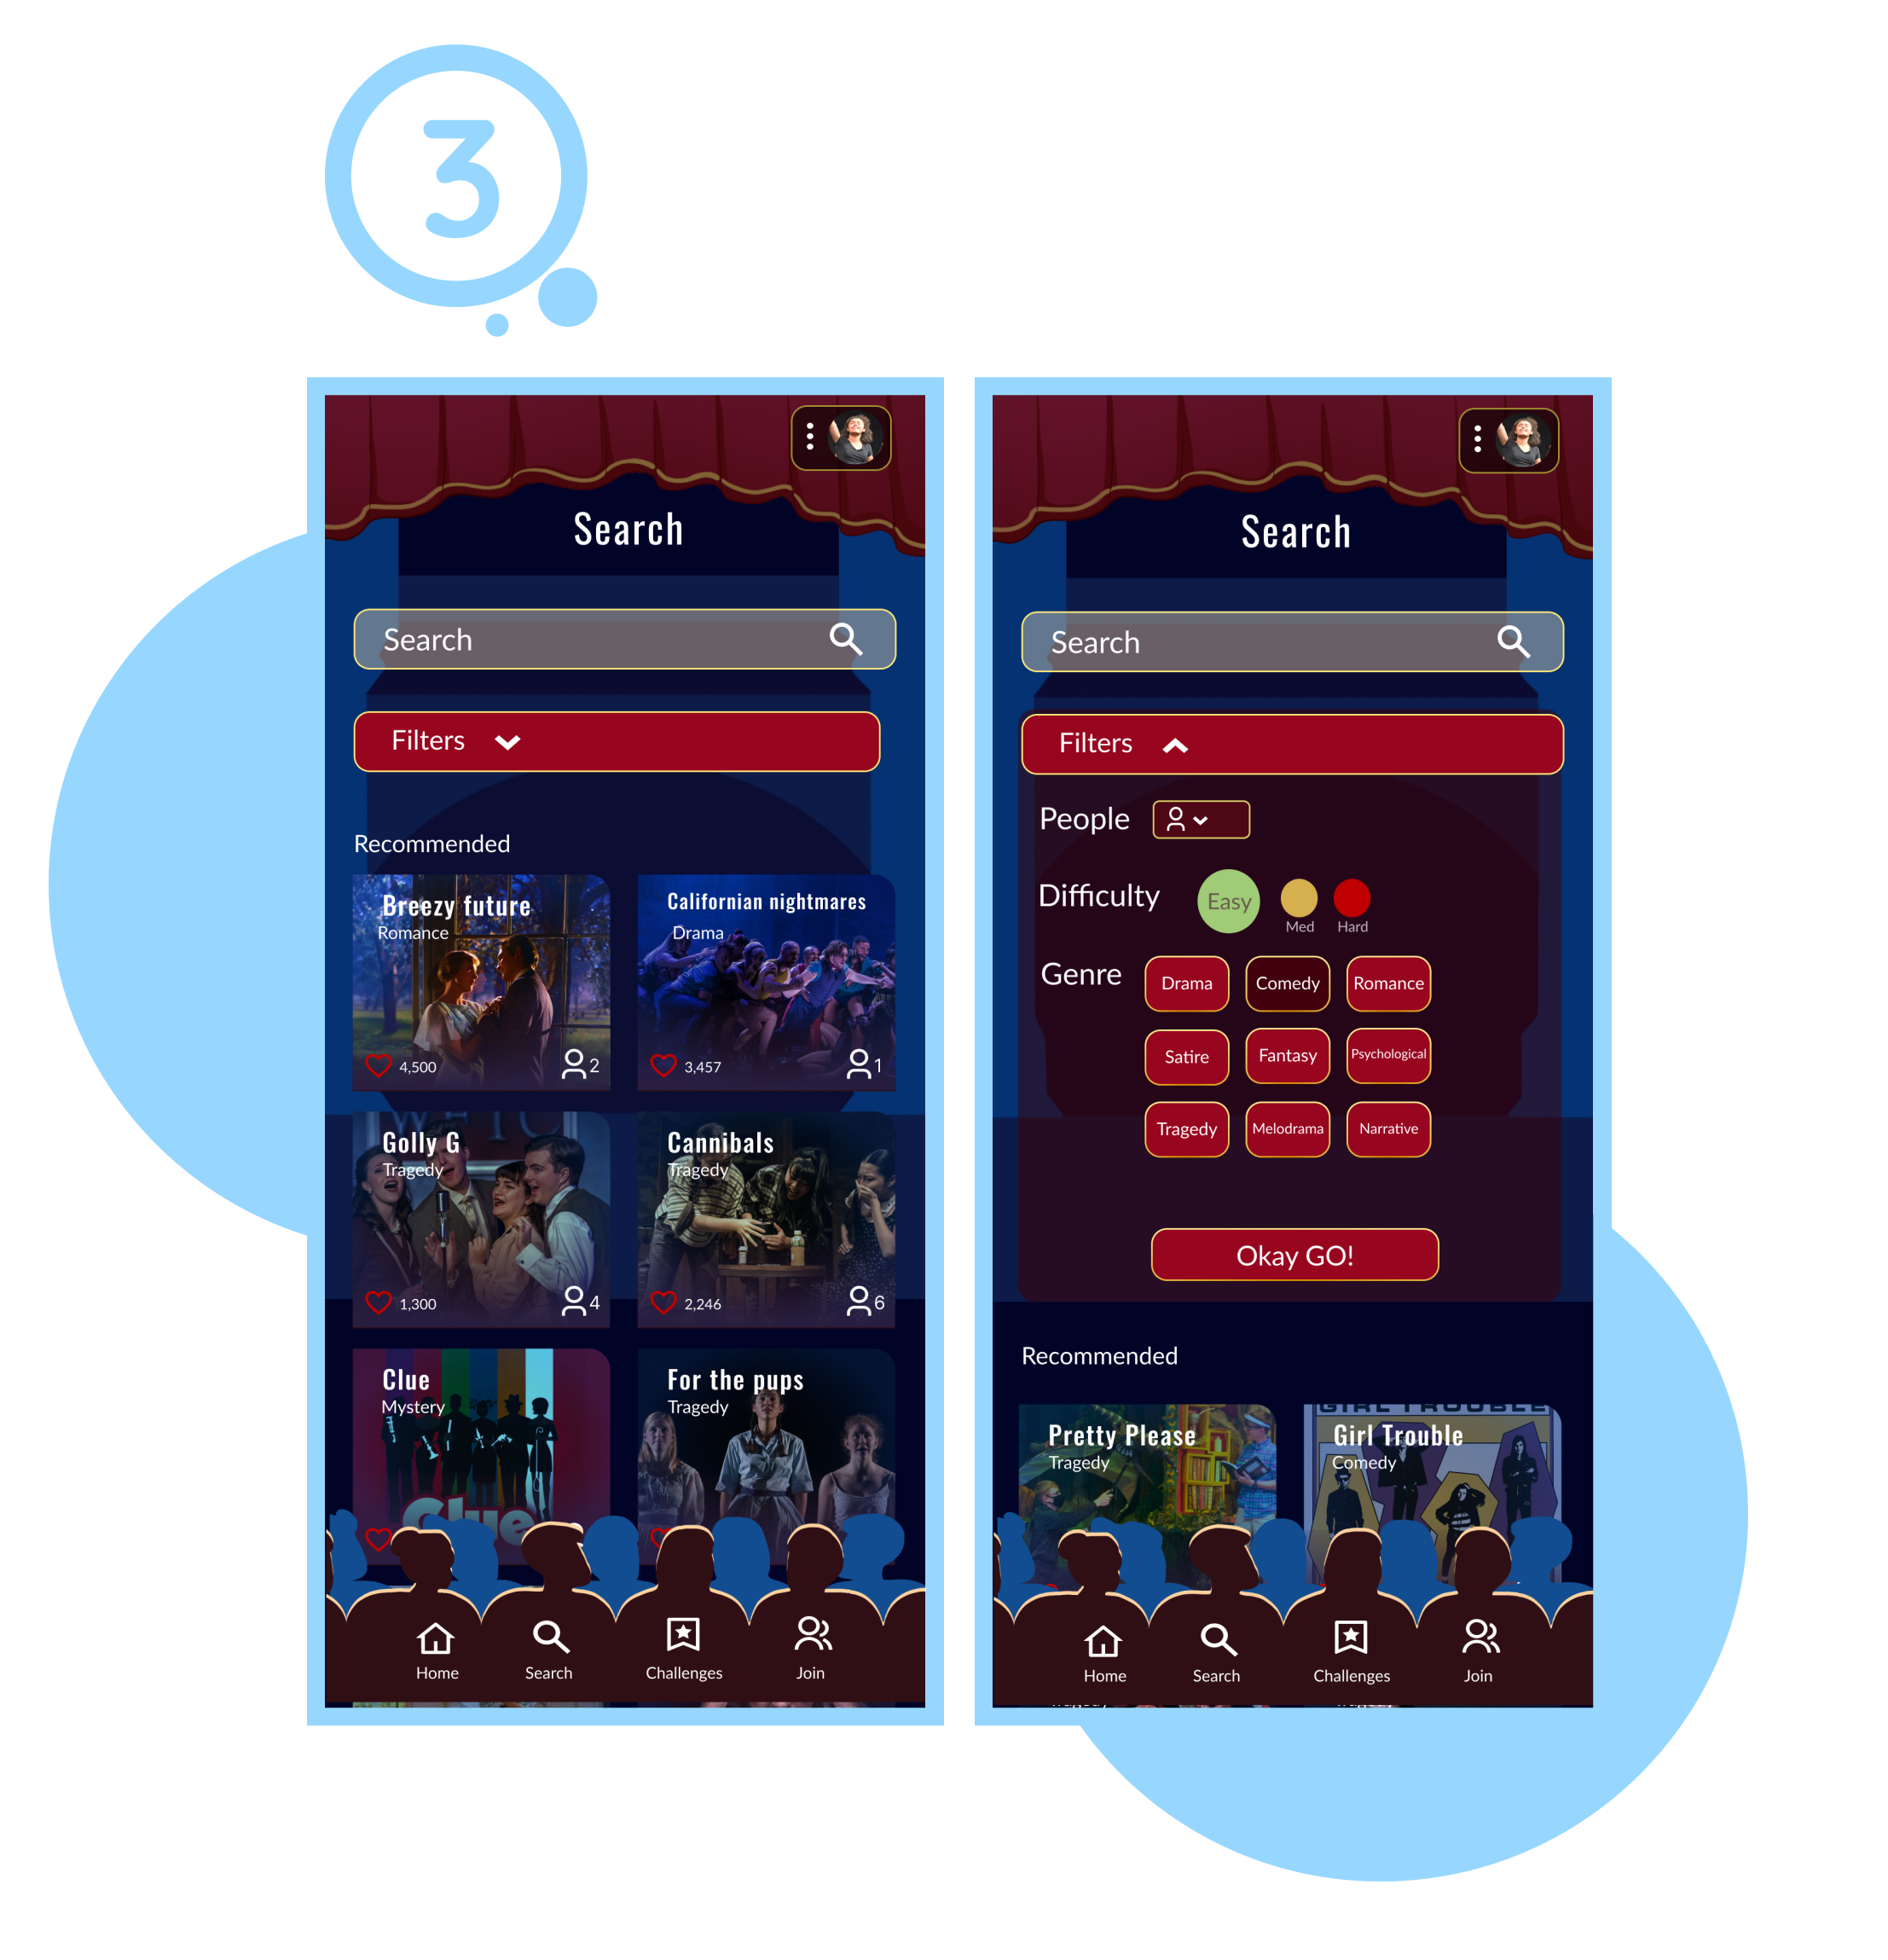 3
Search
Search
Filters
Recommended
Breezy future
Romance
4,500
2
Californian nightmares
Drama
3,457
1
Golly G
Tragedy
1,300
4
Cannibals
Tragedy
2,246
6
Clue
Mystery
Clue
For the pups
Tragedy
Home
Search
Challenges
Join
Search
Search
Filters
People
Difficulty
Easy
Med
Hard
Genre
Drama
Comedy
Romance
Satire
Fantasy
Psychological
Tragedy
Melodrama
Narrative
Okay GO!
Recommended
Pretty Please
Tragedy
GIRL TROUBLE
Girl Trouble
Comedy
Home
Search
Challenges
Join